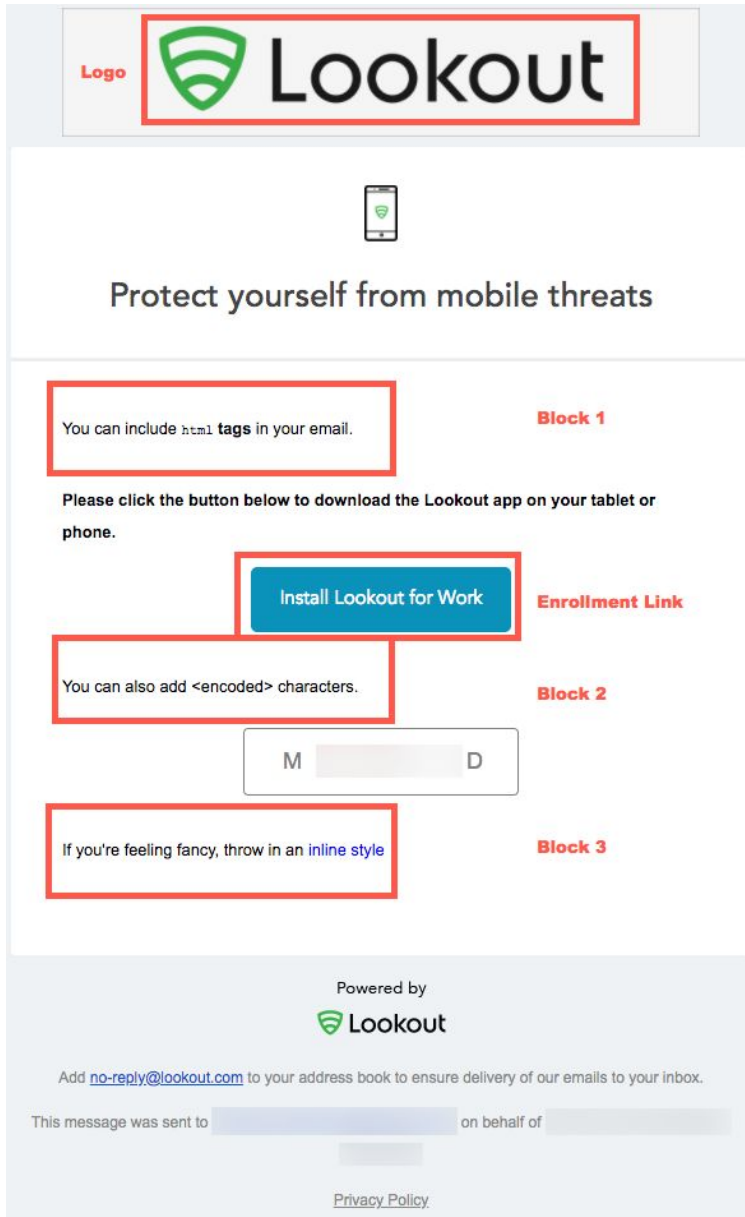 Logo Lookout
Protect yourself from mobile threats
You can include html tags in your email. Block 1
Please click the button below to download the Lookout app on your tablet or
phone.
Install Lookout for Work Enrollment Link
You can also add <encoded> characters. Block 2
M D
If you're feeling fancy, throw in an inline style Block 3
Powered by
Lookout
Add no-reply@lookout.com to your address book to ensure delivery of our emails to your inbox.
This message was sent to on behalf of
Privacy Policy